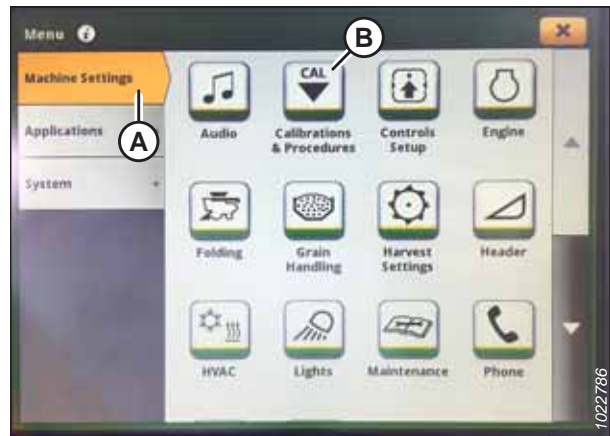 Menu
B
Machine Settings
CAL
Audio
Calibrations
& Procedures
Controls
Setup
Engine
Applications
A
System
Folding
Grain
Handling
Harvest
Settings
Header
HVAC
Lights
Maintenance
Phone
1022786